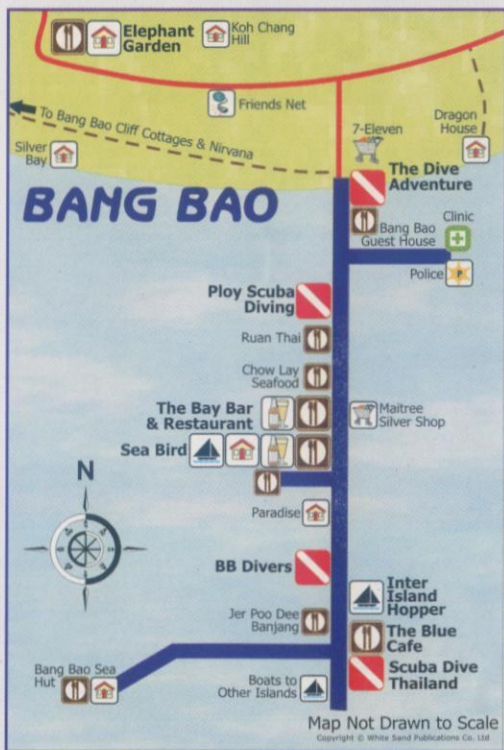 Elephant
Garden
Koh Chang
Hill
Friends Net
To Bang Bao Cliff Cottages & Nirvana
7-Eleven
Dragon
House
Silver
Bay
The Dive
Adventure
BANG BAO
Bang Bao
Guest House
Clinic
Police
P
Ploy Scuba
Diving
Ruan Thai
Chow Lay
Seafood
The Bay Bar
& Restaurant
Maitree
Silver Shop
Sea Bird
N
Paradise
BB Divers
Inter
Island
Hopper
Jer Poo Dee
Banjang
The Blue
Cafe
Bang Bao Sea
Hut
Boats to
Other Islands
Scuba Dive
Thailand
Map Not Drawn to Scale
Copyright © White Sand Publications Co. Ltd